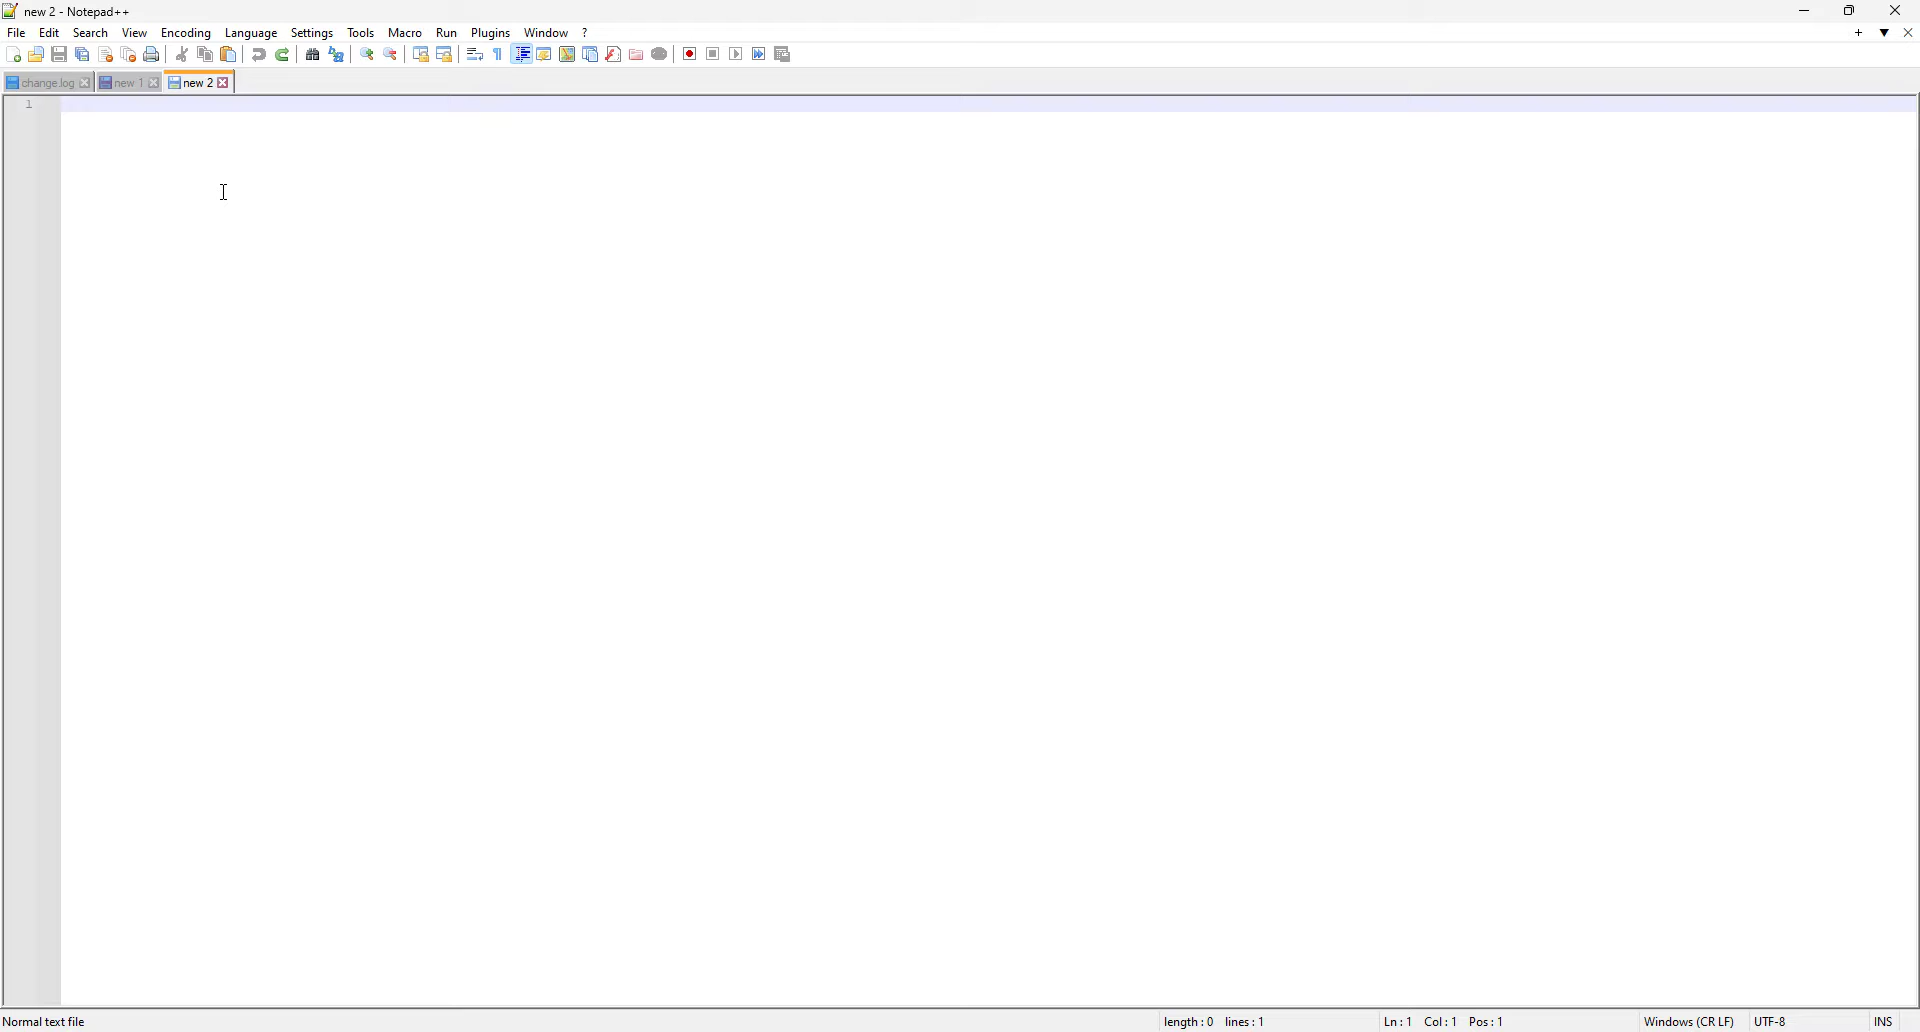 new 2 - Notepad++
File Edit Search View Encoding Language Settings Tools Macro Run Plugins Window ? + ▼
change.log new 1 new 2
1
Normal text file length : 0 lines : 1 Ln : 1 Col : 1 Pos : 1 Windows (CR LF) UTF-8 INS